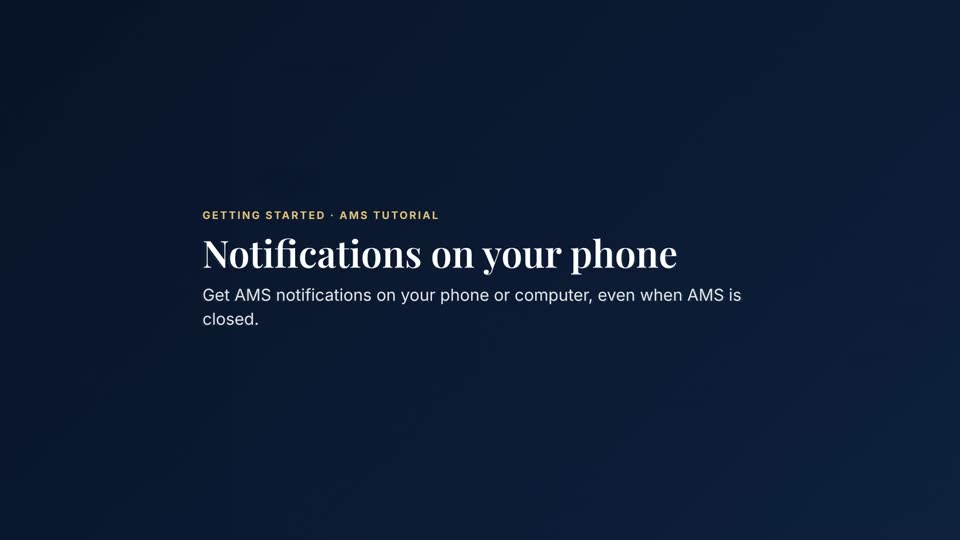 GETTING STARTED · AMS TUTORIAL
Notifications on your phone
Get AMS notifications on your phone or computer, even when AMS is
closed.